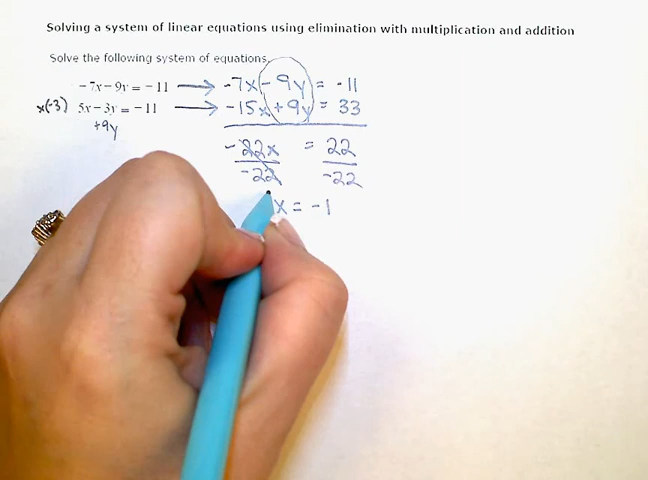 Solving a system of linear equations using elimination with multiplication and addition
Solve the following system of equations.
-7x-9y=-11 → -7x-9y = -11
x(-3) 5x-3y=-11 → -15x+9y = 33
+9y
-22x = 22
-22 -22
x = -1